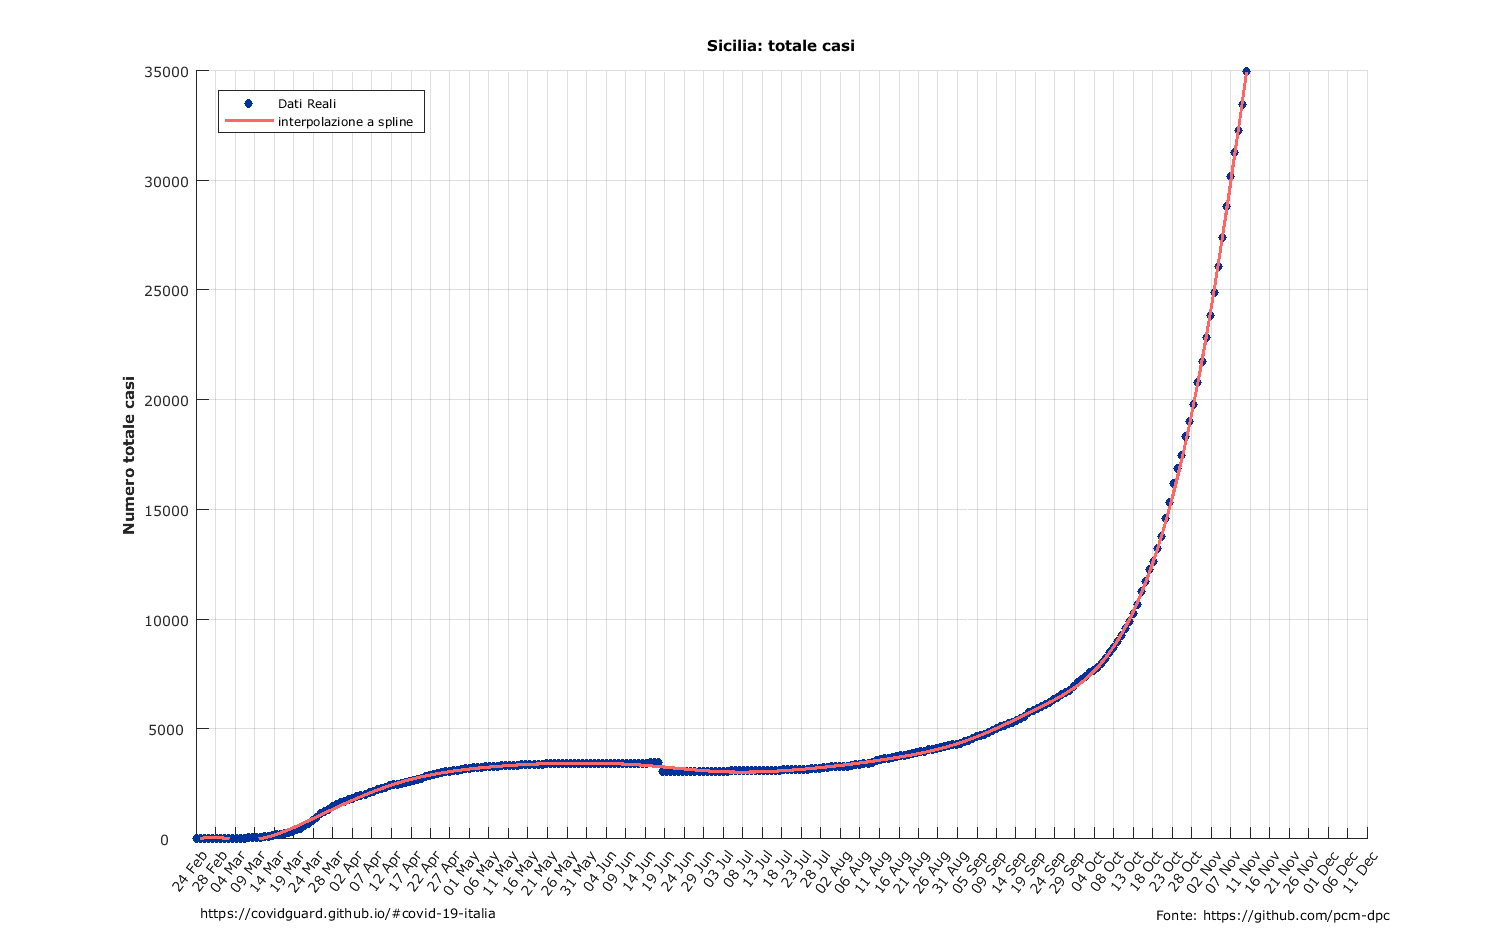 Sicilia: totale casi
35000
30000
25000
20000
15000
10000
5000
0
Numero totale casi
Dati Reali
interpolazione a spline
24 Feb
28 Feb
04 Mar
09 Mar
14 Mar
19 Mar
24 Mar
28 Mar
02 Apr
07 Apr
12 Apr
17 Apr
22 Apr
27 Apr
01 May
06 May
11 May
16 May
21 May
26 May
31 May
04 Jun
09 Jun
14 Jun
19 Jun
24 Jun
29 Jun
03 Jul
08 Jul
13 Jul
18 Jul
23 Jul
28 Jul
02 Aug
06 Aug
11 Aug
16 Aug
21 Aug
26 Aug
31 Aug
05 Sep
09 Sep
14 Sep
19 Sep
24 Sep
29 Sep
04 Oct
08 Oct
13 Oct
18 Oct
23 Oct
28 Oct
02 Nov
07 Nov
11 Nov
16 Nov
21 Nov
26 Nov
01 Dec
06 Dec
11 Dec
https://covidguard.github.io/#covid-19-italia
Fonte: https://github.com/pcm-dpc